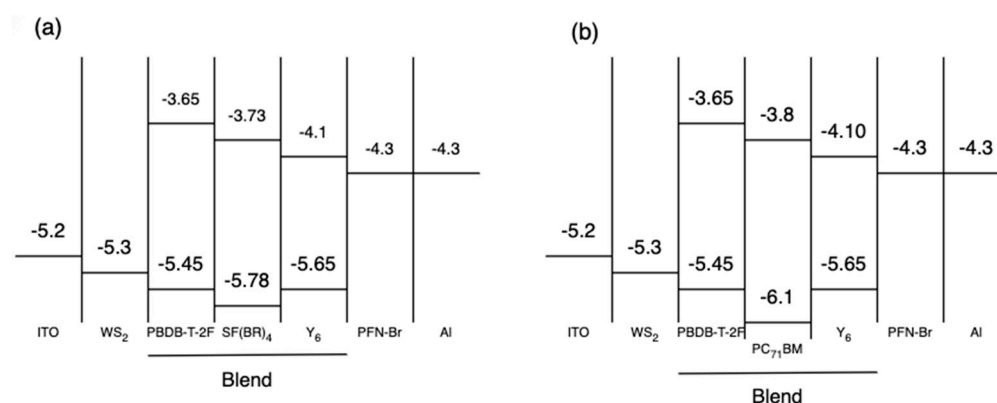 (a)
-3.65
-3.73
-4.1
-4.3
-4.3
-5.2
-5.3
-5.45
-5.78
-5.65
ITO
WS2
PBDB-T-2F
SF(BR)4
Y6
PFN-Br
Al
Blend
(b)
-3.65
-3.8
-4.10
-4.3
-4.3
-5.2
-5.3
-5.45
-6.1
-5.65
ITO
WS2
PBDB-T-2F
PC71BM
Y6
PFN-Br
Al
Blend